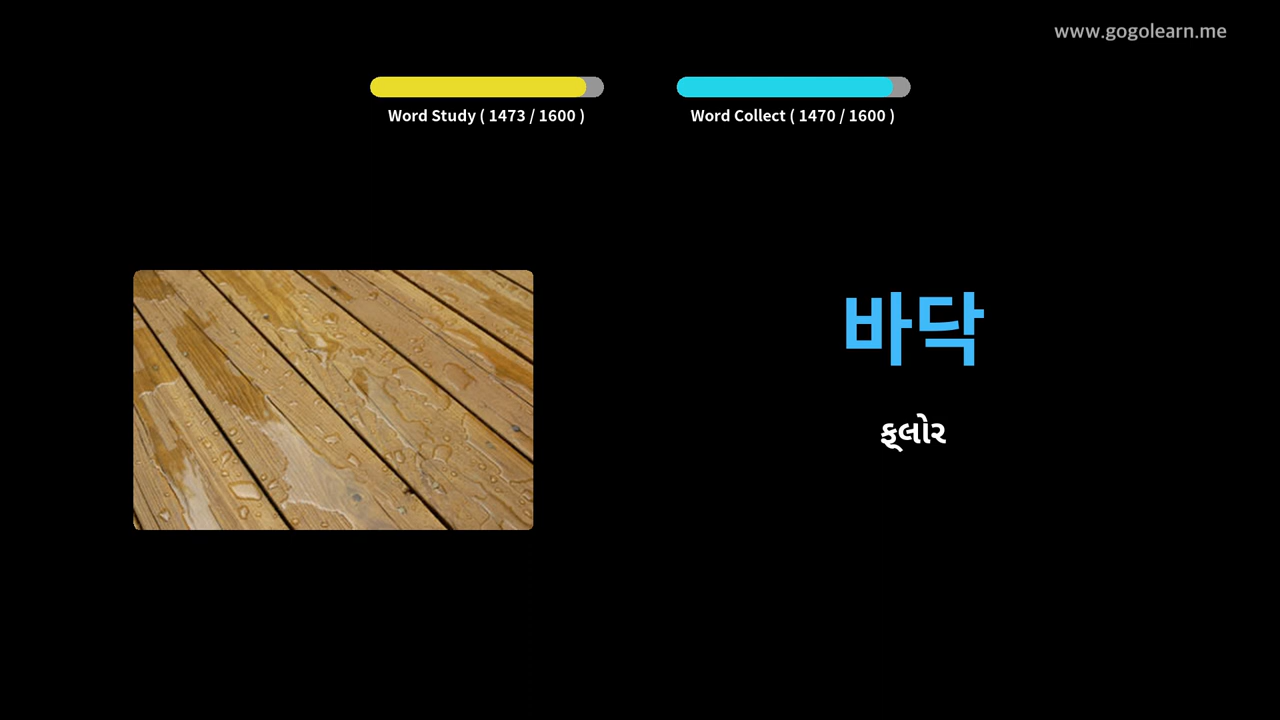 www.gogolearn.me
Word Study ( 1473 / 1600 )
Word Collect ( 1470 / 1600 )
바닥
ફ્લોર